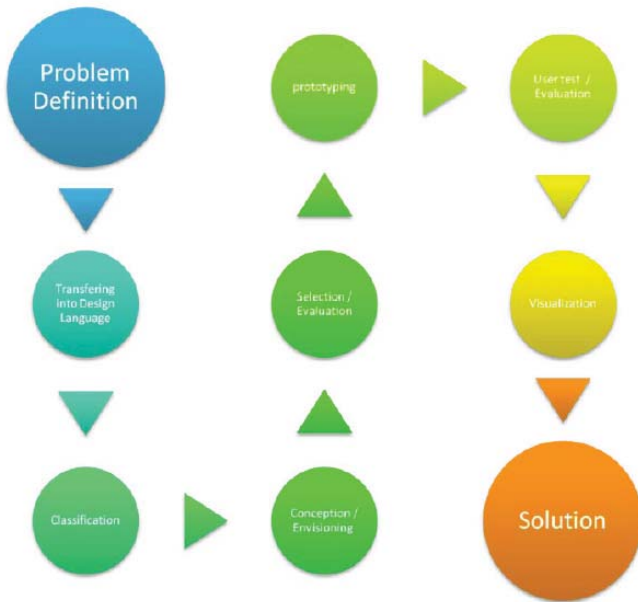 Problem
Definition
Transfering
into Design
Language
Classification
Conception /
Envisioning
Selection /
Evaluation
prototyping
User test /
Evaluation
Visualization
Solution